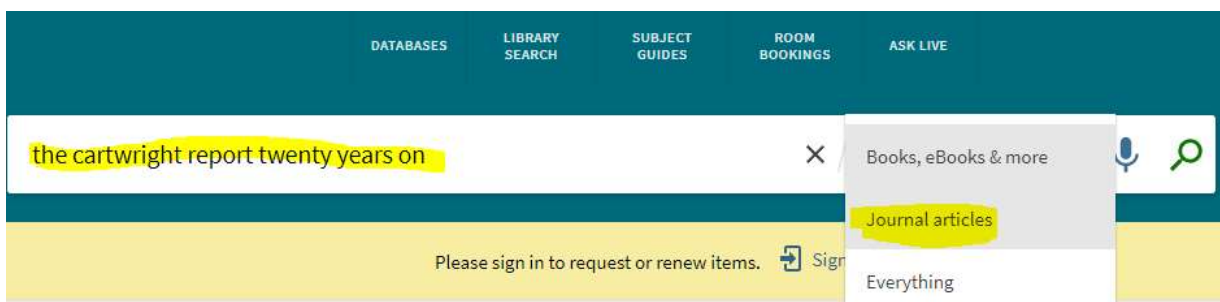 DATABASES
LIBRARY
SEARCH
SUBJECT
GUIDES
ROOM
BOOKINGS
ASK LIVE
the cartwright report twenty years on
Books, eBooks & more
Journal articles
Please sign in to request or renew items. Sign
Everything